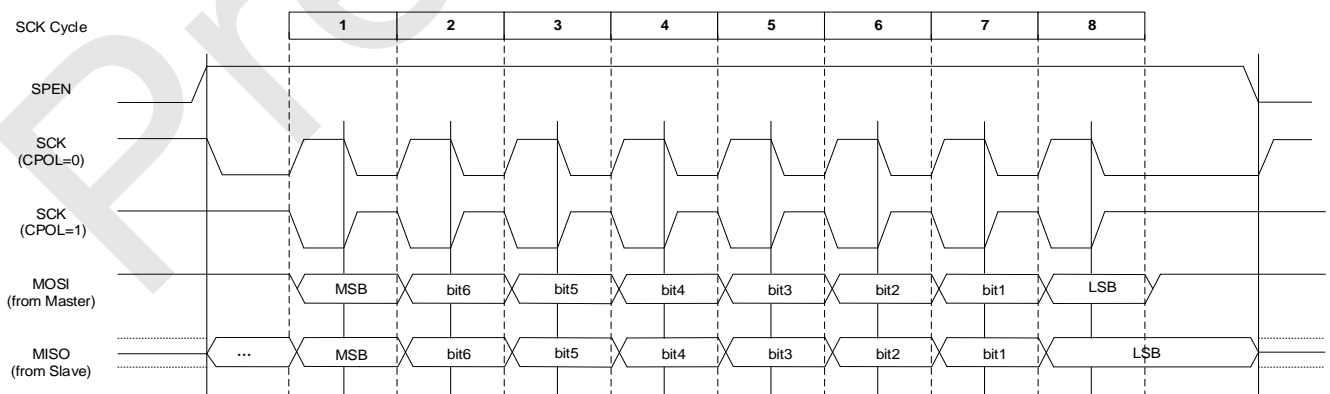 SCK Cycle 1 2 3 4 5 6 7 8
SPEN
SCK
(CPOL=0)
SCK
(CPOL=1)
MOSI
(from Master)
MSB bit6 bit5 bit4 bit3 bit2 bit1 LSB
MISO
(from Slave)
... MSB bit6 bit5 bit4 bit3 bit2 bit1 LSB
Pre